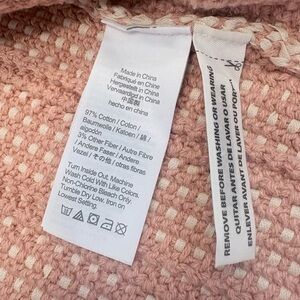 Made in China
Fabriqué en Chine
Hergestellt in China
Vervaardigd in China
中国製
hecho en china
97% Cotton / Coton /
Baumwolle / Katoen / 綿 /
algodón
3% Other Fiber / Autre Fibre
/ Andere Faser / Andere
Vezel / その他 / otras fibras
Turn Inside Out. Machine
Wash Cold With Like Colors.
Non-Chlorine Bleach Only.
Tumble Dry Low. Iron On
Lowest Setting.
REMOVE BEFORE WASHING OR WEARING
QUITAR ANTES DE LAVAR O USAR
ENLEVER AVANT DE LAVER OU